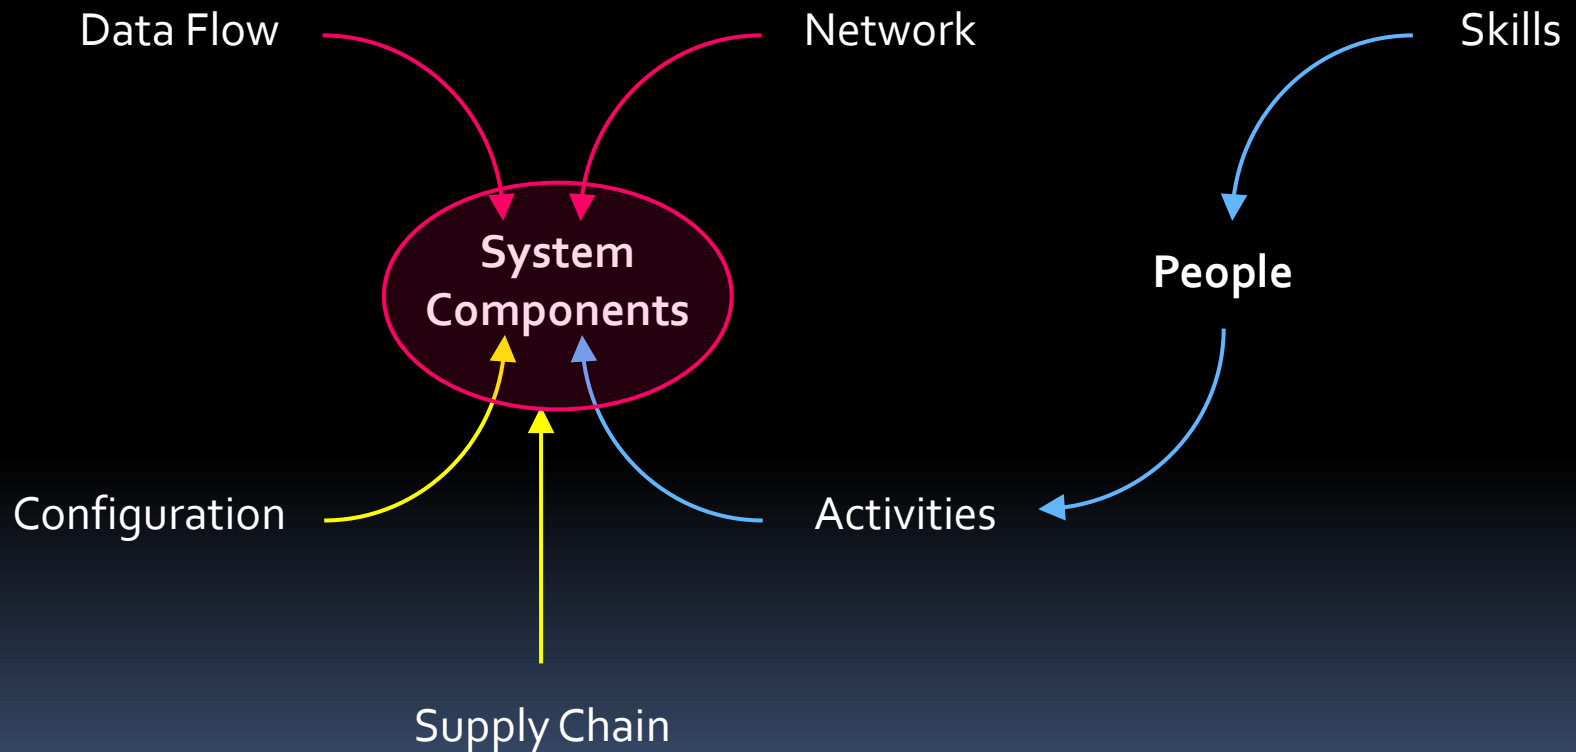 Data Flow
Network
Skills
System
Components
People
Configuration
Activities
Supply Chain